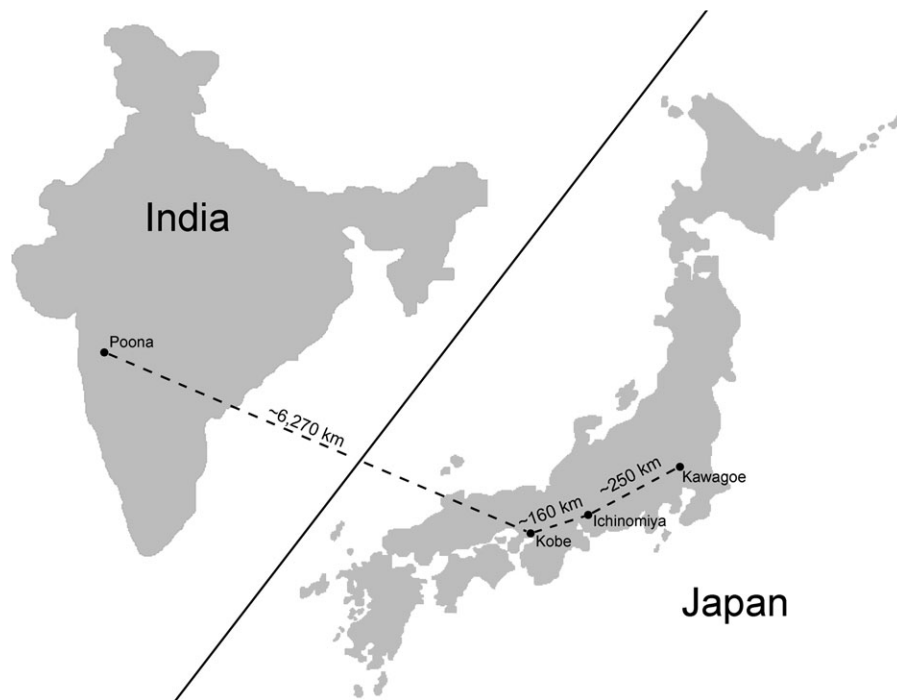 India
Poona
~6,270 km
~250 km
Kawagoe
~160 km
Ichinomiya
Kobe
Japan